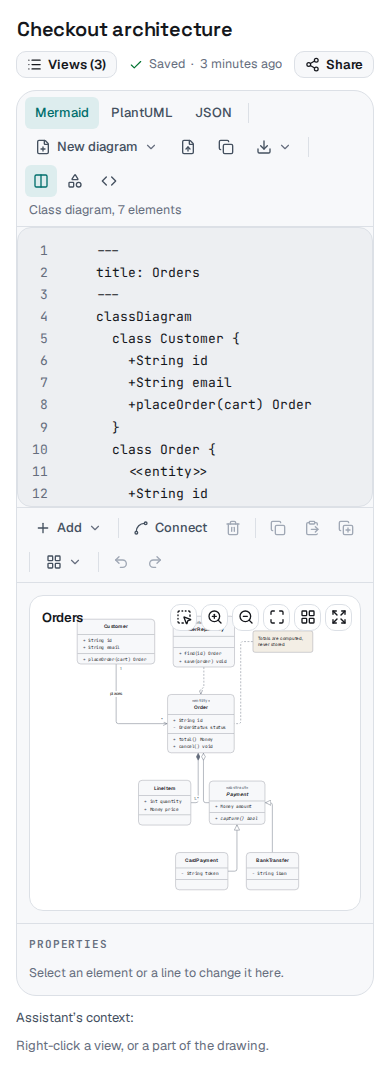 Checkout architecture
Views (3)
Saved · 3 minutes ago
Share
Mermaid
PlantUML
JSON
New diagram
Class diagram, 7 elements
1 ---
2 title: Orders
3 ---
4 classDiagram
5 class Customer {
6 +String id
7 +String email
8 +placeOrder(cart) Order
9 }
10 class Order {
11 <<entity>>
12 +String id
Add
Connect
Orders
Customer
+ String id
+ String email
+ placeOrder(cart) Order
+ find(id) Order
+ save(order) void
Totals are computed,
never stored
places
Order
+ String id
- OrderStatus status
+ total() Money
+ cancel() void
LineItem
+ int quantity
+ Money price
Payment
+ Money amount
+ capture() bool
CardPayment
- String token
BankTransfer
- String iban
PROPERTIES
Select an element or a line to change it here.
Assistant's context:
Right-click a view, or a part of the drawing.